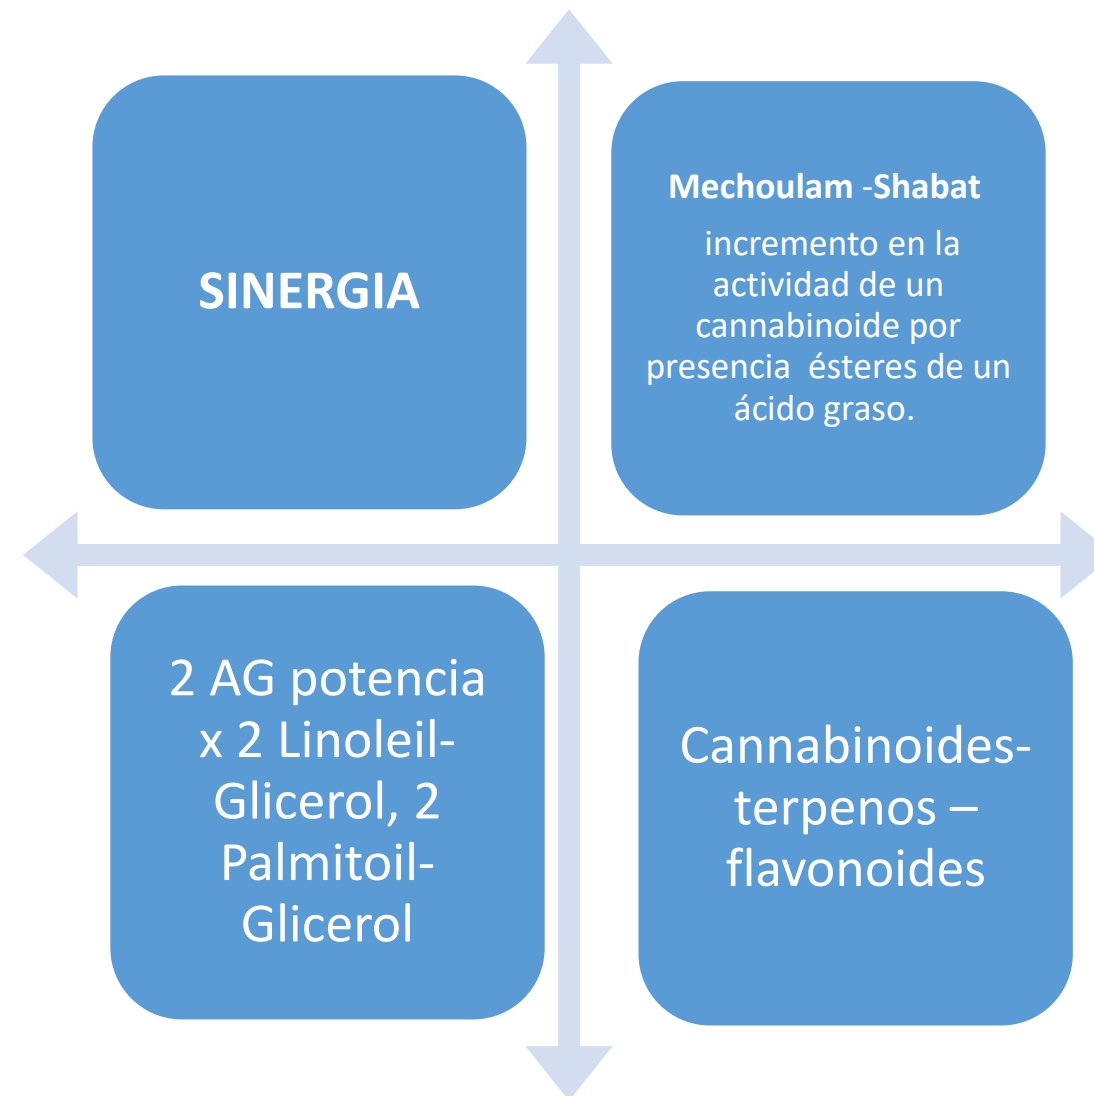 SINERGIA
Mechoulam -Shabat
incremento en la
actividad de un
cannabinoide por
presencia  ésteres de un
ácido graso.
2 AG potencia
x 2 Linoleil-
Glicerol, 2
Palmitoil-
Glicerol
Cannabinoides-
terpenos –
flavonoides